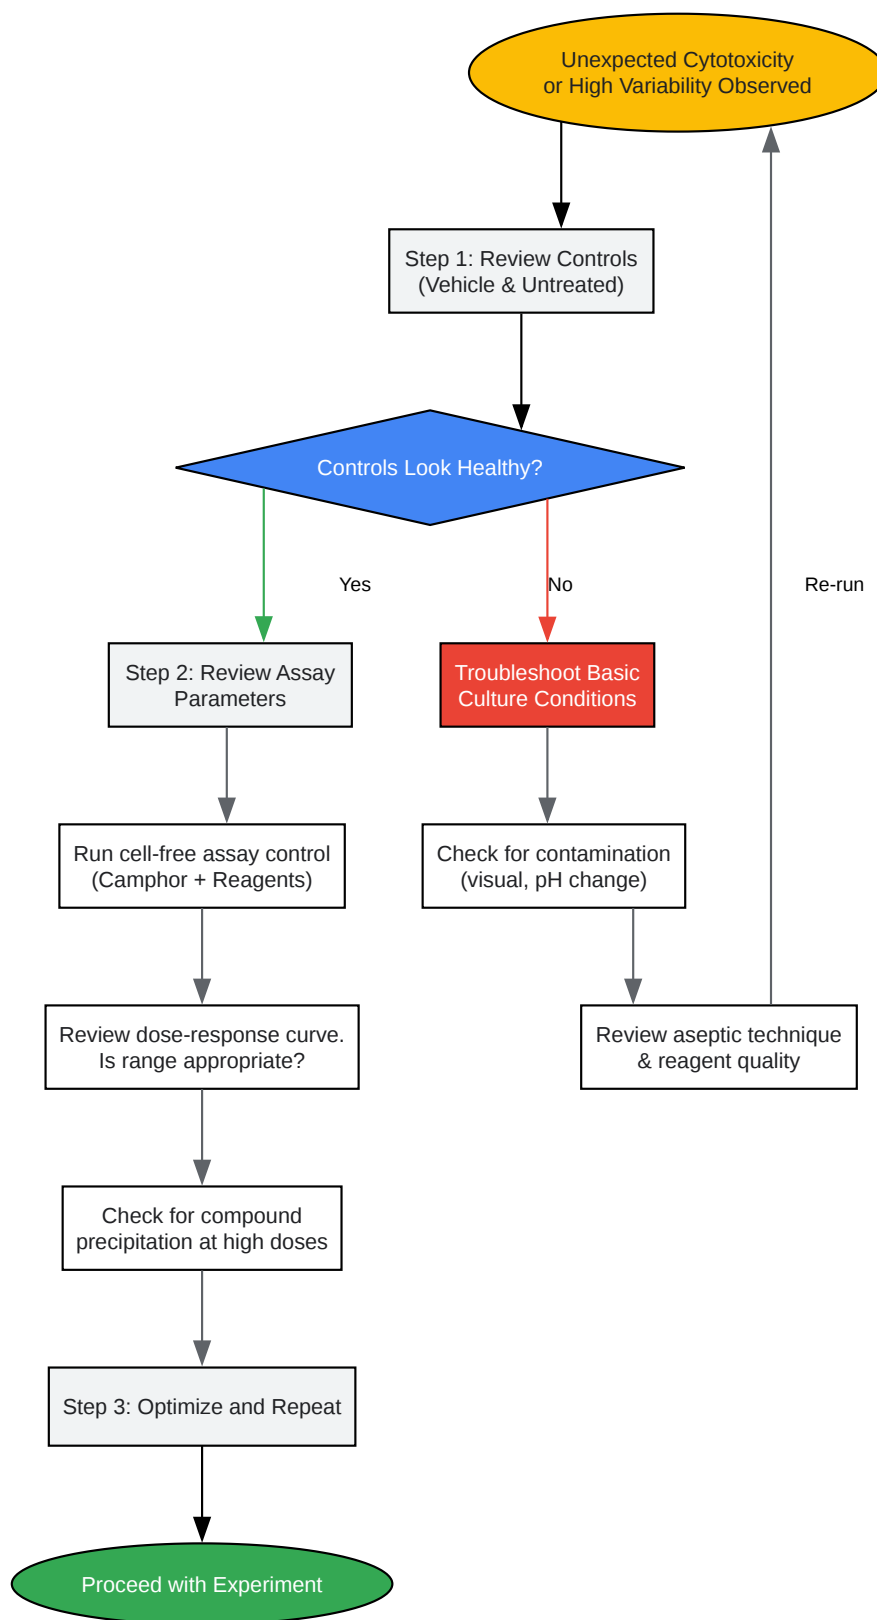 Unexpected Cytotoxicity
or High Variability Observed
Step 1: Review Controls
(Vehicle & Untreated)
Controls Look Healthy?
Yes
No
Re-run
Step 2: Review Assay
Parameters
Troubleshoot Basic
Culture Conditions
Run cell-free assay control
(Camphor + Reagents)
Check for contamination
(visual, pH change)
Review dose-response curve.
Is range appropriate?
Review aseptic technique
& reagent quality
Check for compound
precipitation at high doses
Step 3: Optimize and Repeat
Proceed with Experiment